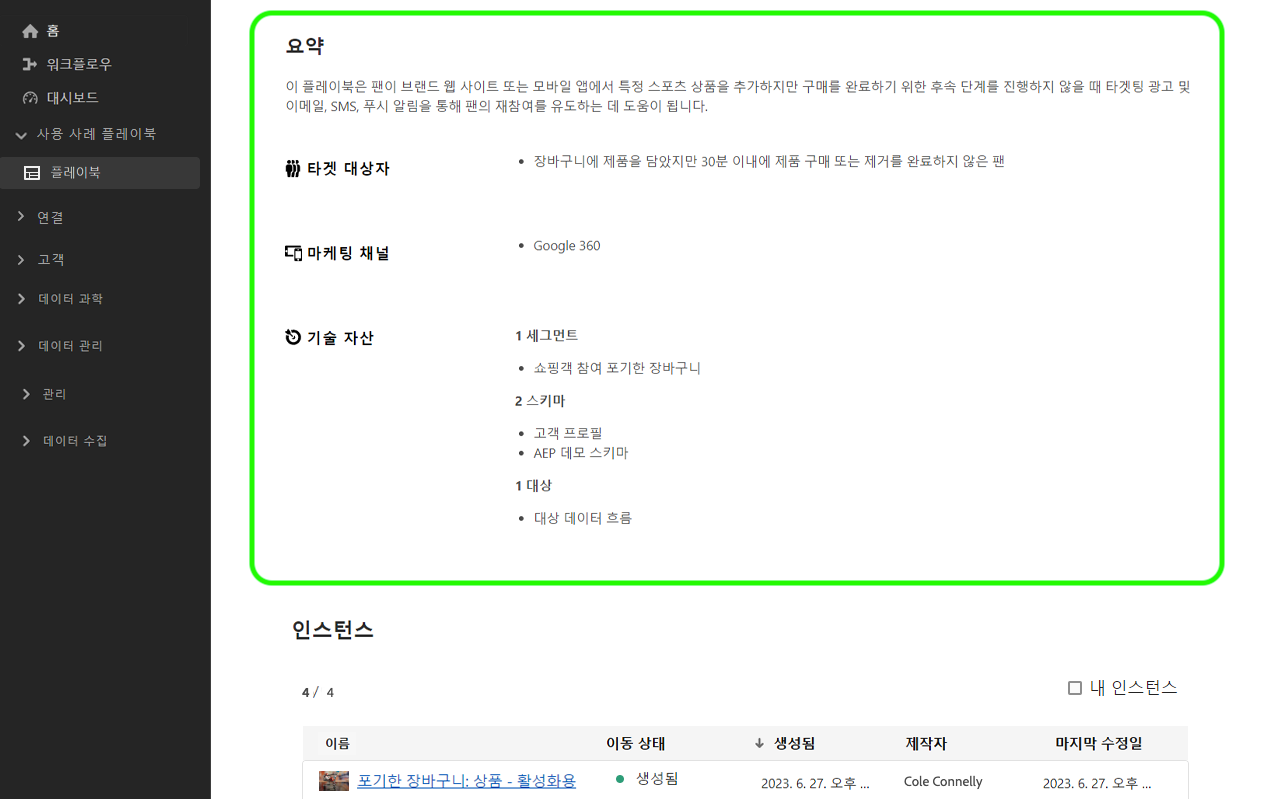 홈
워크플로우
대시보드
사용 사례 플레이북
플레이북
연결
고객
데이터 과학
데이터 관리
관리
데이터 수집
요약
이 플레이북은 팬이 브랜드 웹 사이트 또는 모바일 앱에서 특정 스포츠 상품을 추가하지만 구매를 완료하기 위한 후속 단계를 진행하지 않을 때 타겟팅 광고 및
이메일, SMS, 푸시 알림을 통해 팬의 재참여를 유도하는 데 도움이 됩니다.
타겟 대상자
• 장바구니에 제품을 담았지만 30분 이내에 제품 구매 또는 제거를 완료하지 않은 팬
마케팅 채널
• Google 360
기술 자산
1 세그먼트
• 쇼핑객 참여 포기한 장바구니
2 스키마
• 고객 프로필
• AEP 데모 스키마
1 대상
• 대상 데이터 흐름
인스턴스
4 / 4
내 인스턴스
이름 이동 상태 생성됨 제작자 마지막 수정일
포기한 장바구니: 상품 - 활성화용 생성됨 2023. 6. 27. 오후 ... Cole Connelly 2023. 6. 27. 오후 ...